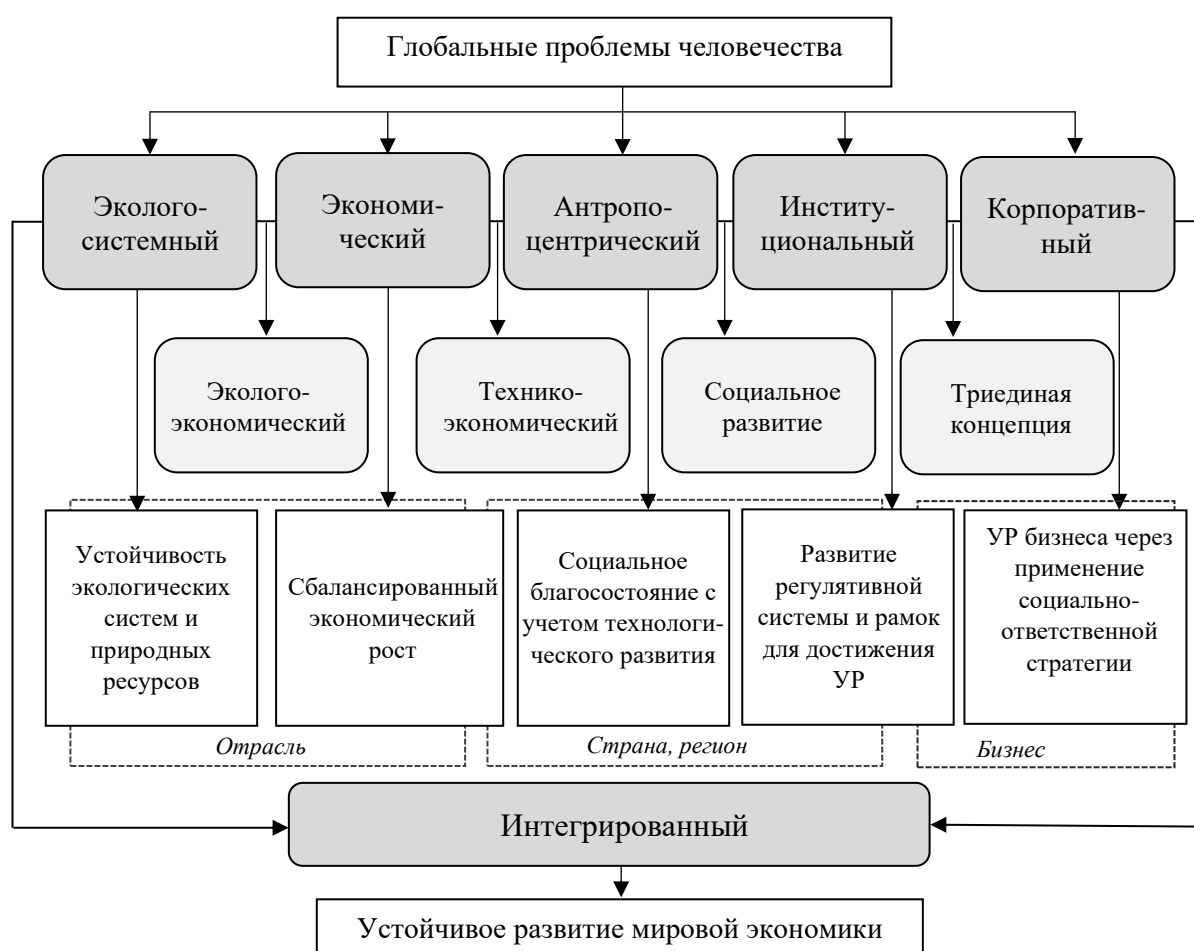 Глобальные проблемы человечества
Эколого-
системный
Экономи-
ческий
Антропо-
центрический
Институ-
циональный
Корпоратив-
ный
Эколого-
экономический
Технико-
экономический
Социальное
развитие
Триединая
концепция
Устойчивость
экологических
систем и
природных
ресурсов
Сбалансированный
экономический
рост
Социальное
благосостояние с
учетом технологи-
ческого развития
Развитие
регулятивной
системы и рамок
для достижения
УР
УР бизнеса через
применение
социально-
ответственной
стратегии
Отрасль
Страна, регион
Бизнес
Интегрированный
Устойчивое развитие мировой экономики